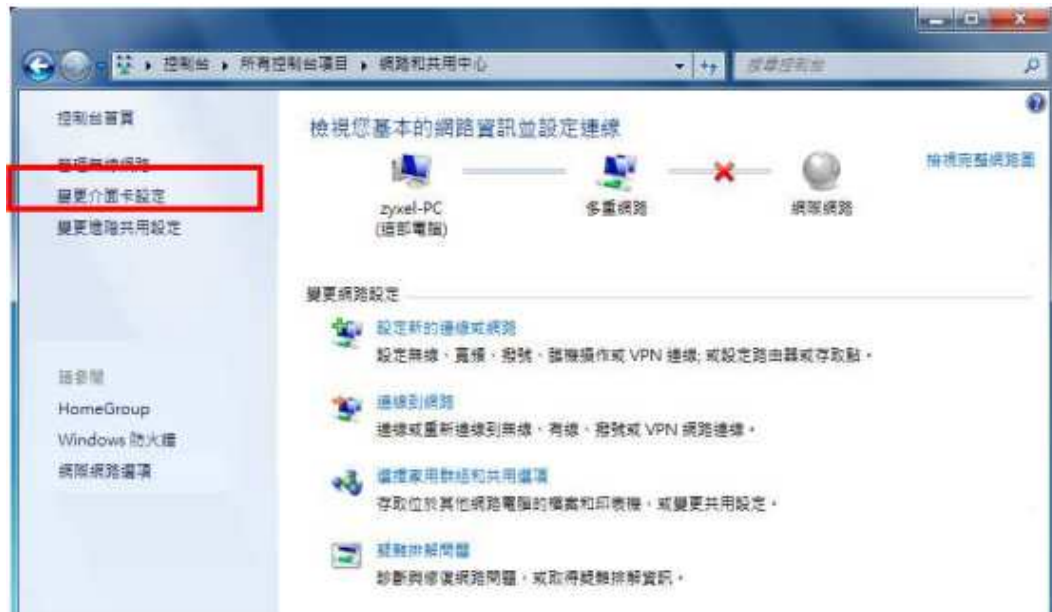 控制台 ▸ 所有控制台項目 ▸ 網路和共用中心
搜尋控制台
控制台首頁
管理無線網路
變更介面卡設定
變更進階共用設定
請參閱
HomeGroup
Windows 防火牆
網際網路選項
檢視您基本的網路資訊並設定連線
檢視完整網路圖
zyxel-PC
(這部電腦)
多重網路
網際網路
變更網路設定
設定新的連線或網路
設定無線、寬頻、撥號、臨機操作或 VPN 連線; 或設定路由器或存取點。
連線到網路
連線或重新連線到無線、有線、撥號或 VPN 網路連線。
選擇家用群組和共用選項
存取位於其他網路電腦的檔案和印表機，或變更共用設定。
疑難排解問題
診斷與修復網路問題，或取得疑難排解資訊。